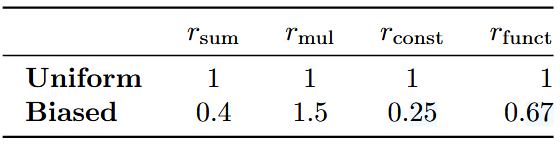 r_sum r_mul r_const r_funct
Uniform 1 1 1 1
Biased 0.4 1.5 0.25 0.67